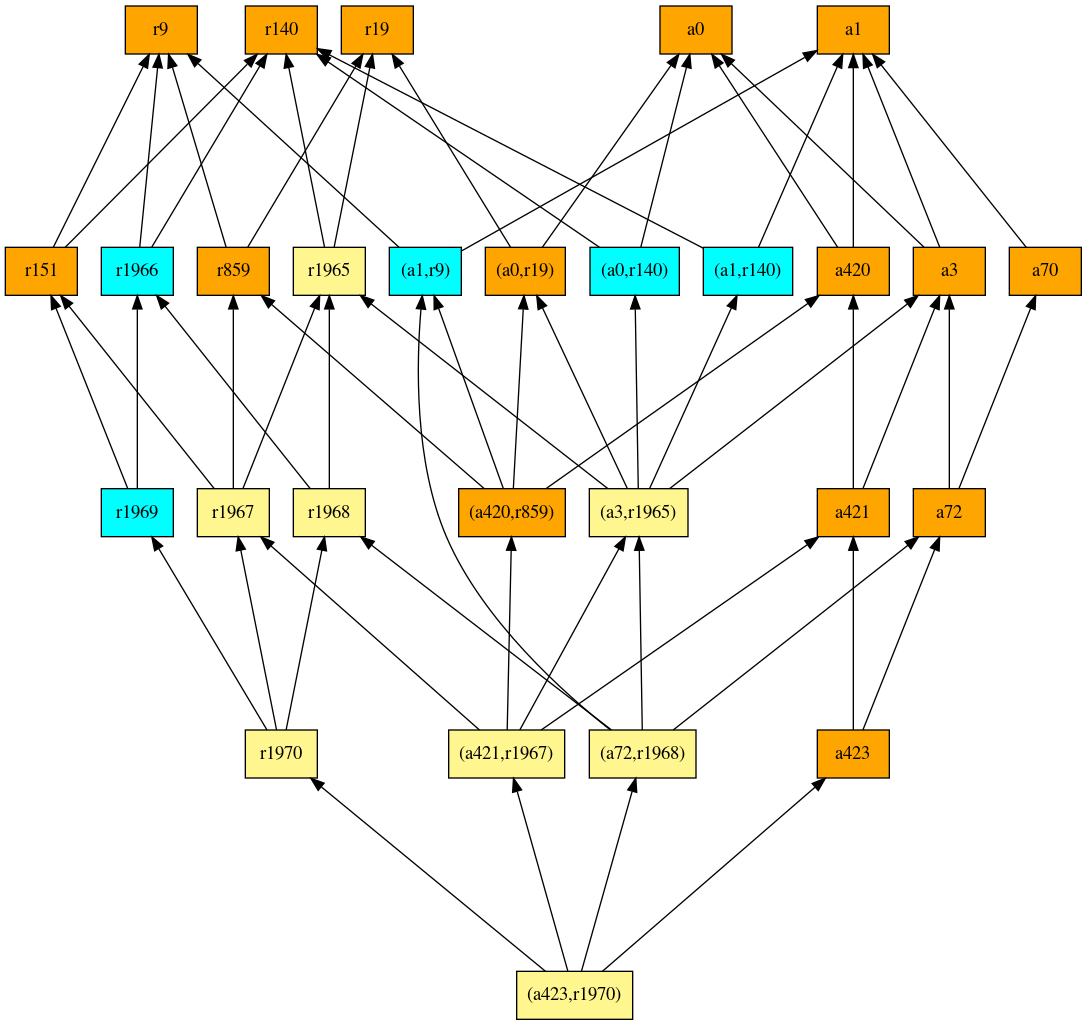 r9
r140
r19
a0
a1
r151
r1966
r859
r1965
(a1,r9)
(a0,r19)
(a0,r140)
(a1,r140)
a420
a3
a70
r1969
r1967
r1968
(a420,r859)
(a3,r1965)
a421
a72
r1970
(a421,r1967)
(a72,r1968)
a423
(a423,r1970)